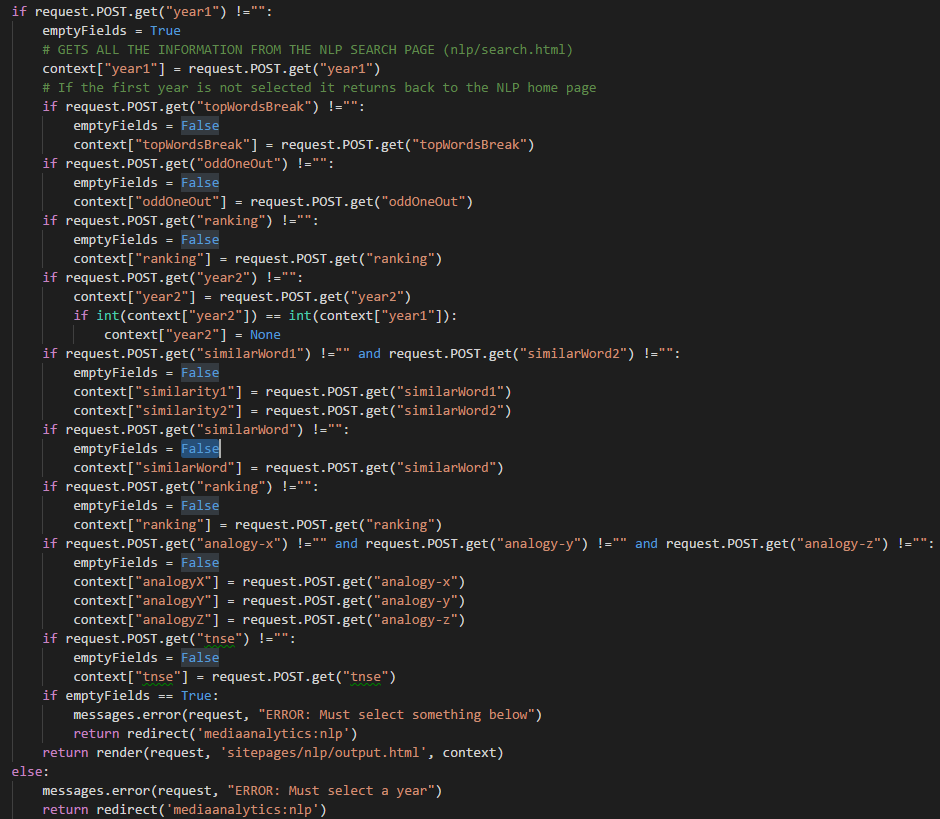 if request.POST.get("year1") !="":
    emptyFields = True
    # GETS ALL THE INFORMATION FROM THE NLP SEARCH PAGE (nlp/search.html)
    context["year1"] = request.POST.get("year1")
    # If the first year is not selected it returns back to the NLP home page
    if request.POST.get("topWordsBreak") !="":
        emptyFields = False
        context["topWordsBreak"] = request.POST.get("topWordsBreak")
    if request.POST.get("oddOneOut") !="":
        emptyFields = False
        context["oddOneOut"] = request.POST.get("oddOneOut")
    if request.POST.get("ranking") !="":
        emptyFields = False
        context["ranking"] = request.POST.get("ranking")
    if request.POST.get("year2") !="":
        context["year2"] = request.POST.get("year2")
        if int(context["year2"]) == int(context["year1"]):
            context["year2"] = None
    if request.POST.get("similarWord1") !="" and request.POST.get("similarWord2") !="":
        emptyFields = False
        context["similarity1"] = request.POST.get("similarWord1")
        context["similarity2"] = request.POST.get("similarWord2")
    if request.POST.get("similarWord") !="":
        emptyFields = False
        context["similarWord"] = request.POST.get("similarWord")
    if request.POST.get("ranking") !="":
        emptyFields = False
        context["ranking"] = request.POST.get("ranking")
    if request.POST.get("analogy-x") !="" and request.POST.get("analogy-y") !="" and request.POST.get("analogy-z") !="":
        emptyFields = False
        context["analogyX"] = request.POST.get("analogy-x")
        context["analogyY"] = request.POST.get("analogy-y")
        context["analogyZ"] = request.POST.get("analogy-z")
    if request.POST.get("tnse") !="":
        emptyFields = False
        context["tnse"] = request.POST.get("tnse")
    if emptyFields == True:
        messages.error(request, "ERROR: Must select something below")
        return redirect('mediaanalytics:nlp')
    return render(request, 'sitepages/nlp/output.html', context)
else:
    messages.error(request, "ERROR: Must select a year")
    return redirect('mediaanalytics:nlp')